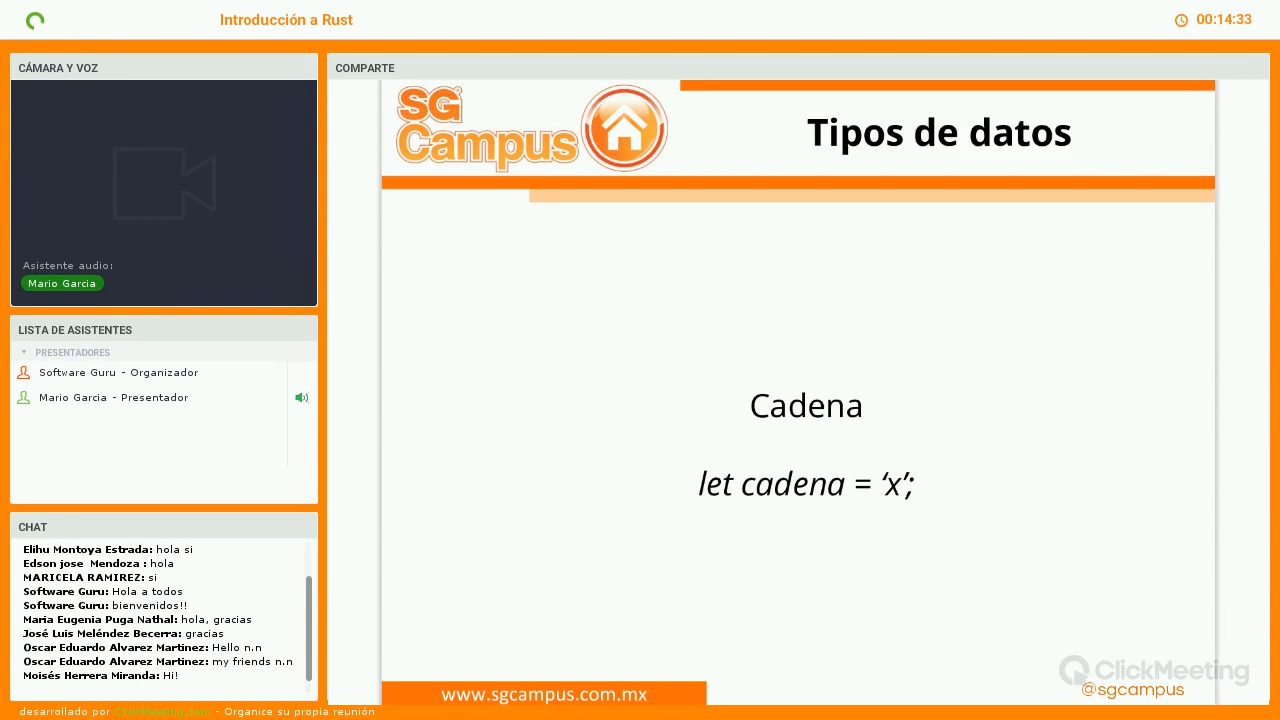 Introducción a Rust
00:14:33
CÁMARA Y VOZ
Asistente audio:
Mario Garcia
LISTA DE ASISTENTES
PRESENTADORES
Software Guru - Organizador
Mario Garcia - Presentador
CHAT
Elihu Montoya Estrada: hola si
Edson jose Mendoza : hola
MARICELA RAMIREZ: si
Software Guru: Hola a todos
Software Guru: bienvenidos!!
Maria Eugenia Puga Nathal: hola, gracias
José Luis Meléndez Becerra: gracias
Oscar Eduardo Alvarez Martinez: Hello n.n
Oscar Eduardo Alvarez Martinez: my friends n.n
Moisés Herrera Miranda: Hi!
desarrollado por ClickMeeting.com - Organice su propia reunión
COMPARTE
SG
Campus
Tipos de datos
Cadena
let cadena = ‘x’;
www.sgcampus.com.mx
ClickMeeting
@sgcampus